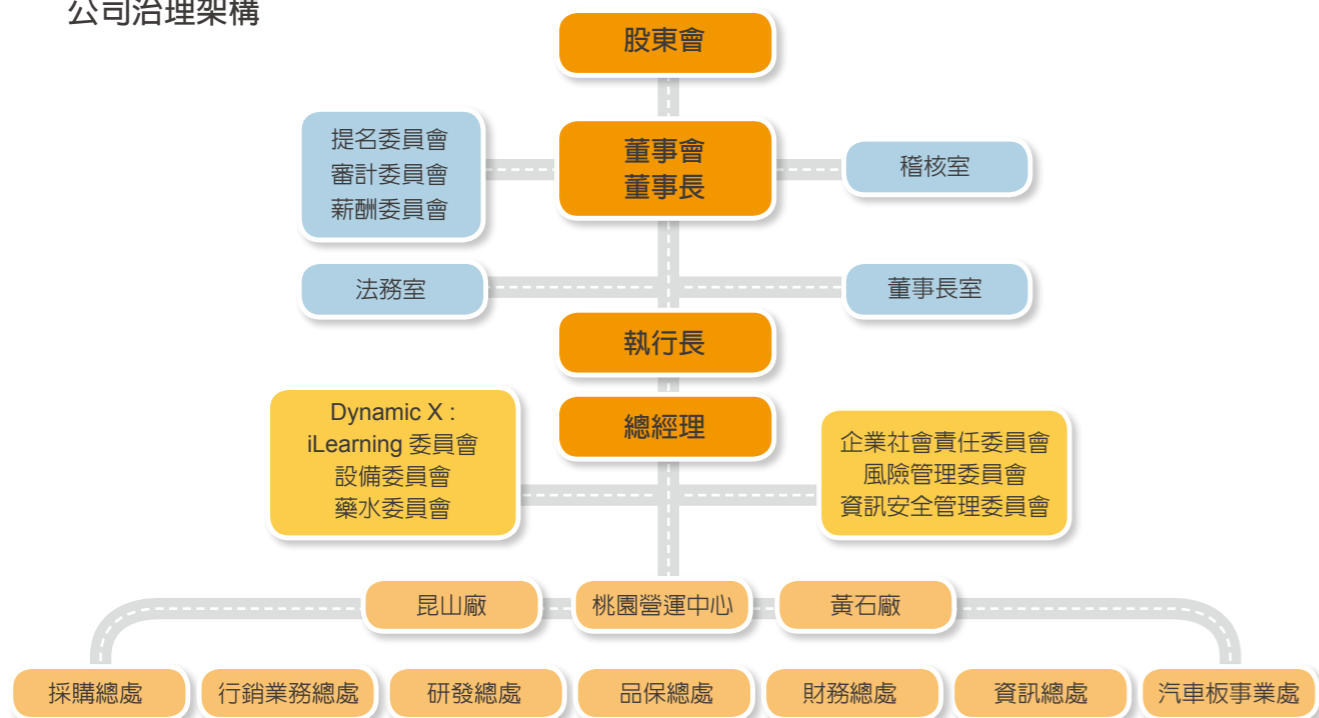 公司治理架構
股東會
提名委員會
審計委員會
薪酬委員會
董事會
董事長
稽核室
法務室
董事長室
執行長
總經理
Dynamic X :
iLearning 委員會
設備委員會
藥水委員會
企業社會責任委員會
風險管理委員會
資訊安全管理委員會
昆山廠
桃園營運中心
黃石廠
採購總處
行銷業務總處
研發總處
品保總處
財務總處
資訊總處
汽車板事業處